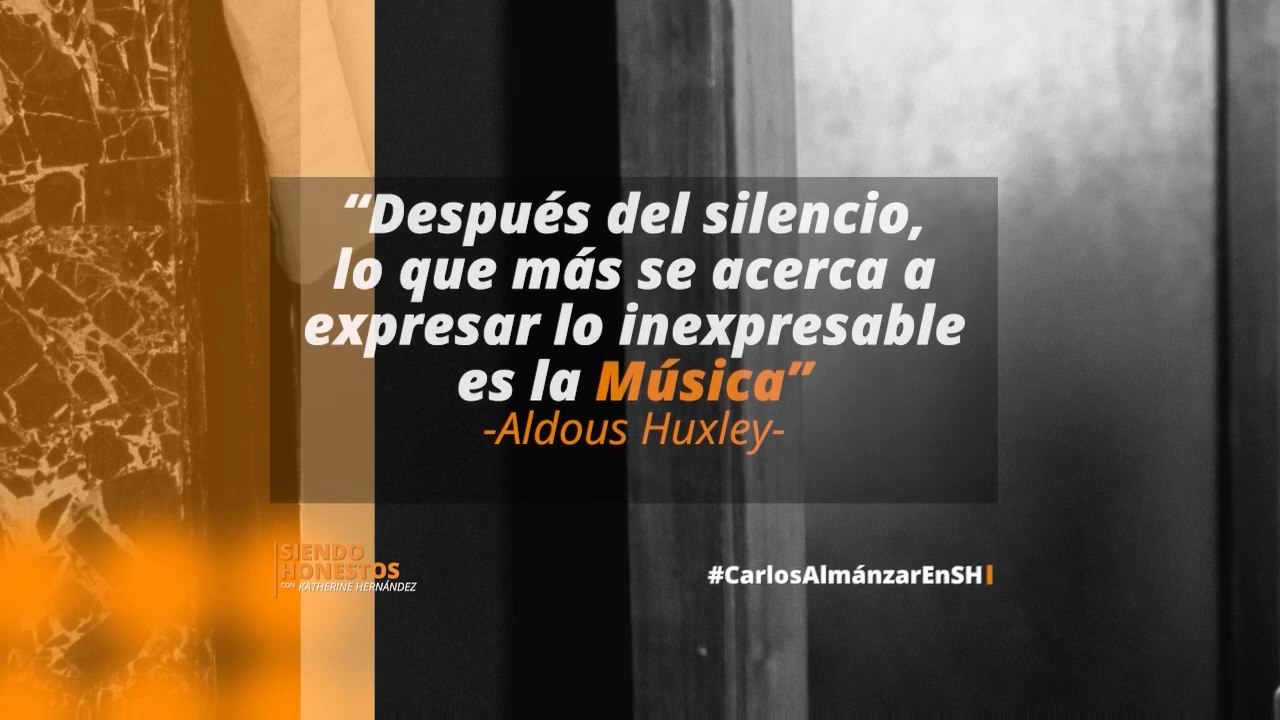 “Después del silencio,
lo que más se acerca a
expresar lo inexpresable
es la Música”
-Aldous Huxley-
SIENDO
HONESTOS
CON KATHERINE HERNÁNDEZ
#CarlosAlmánzarEnSH